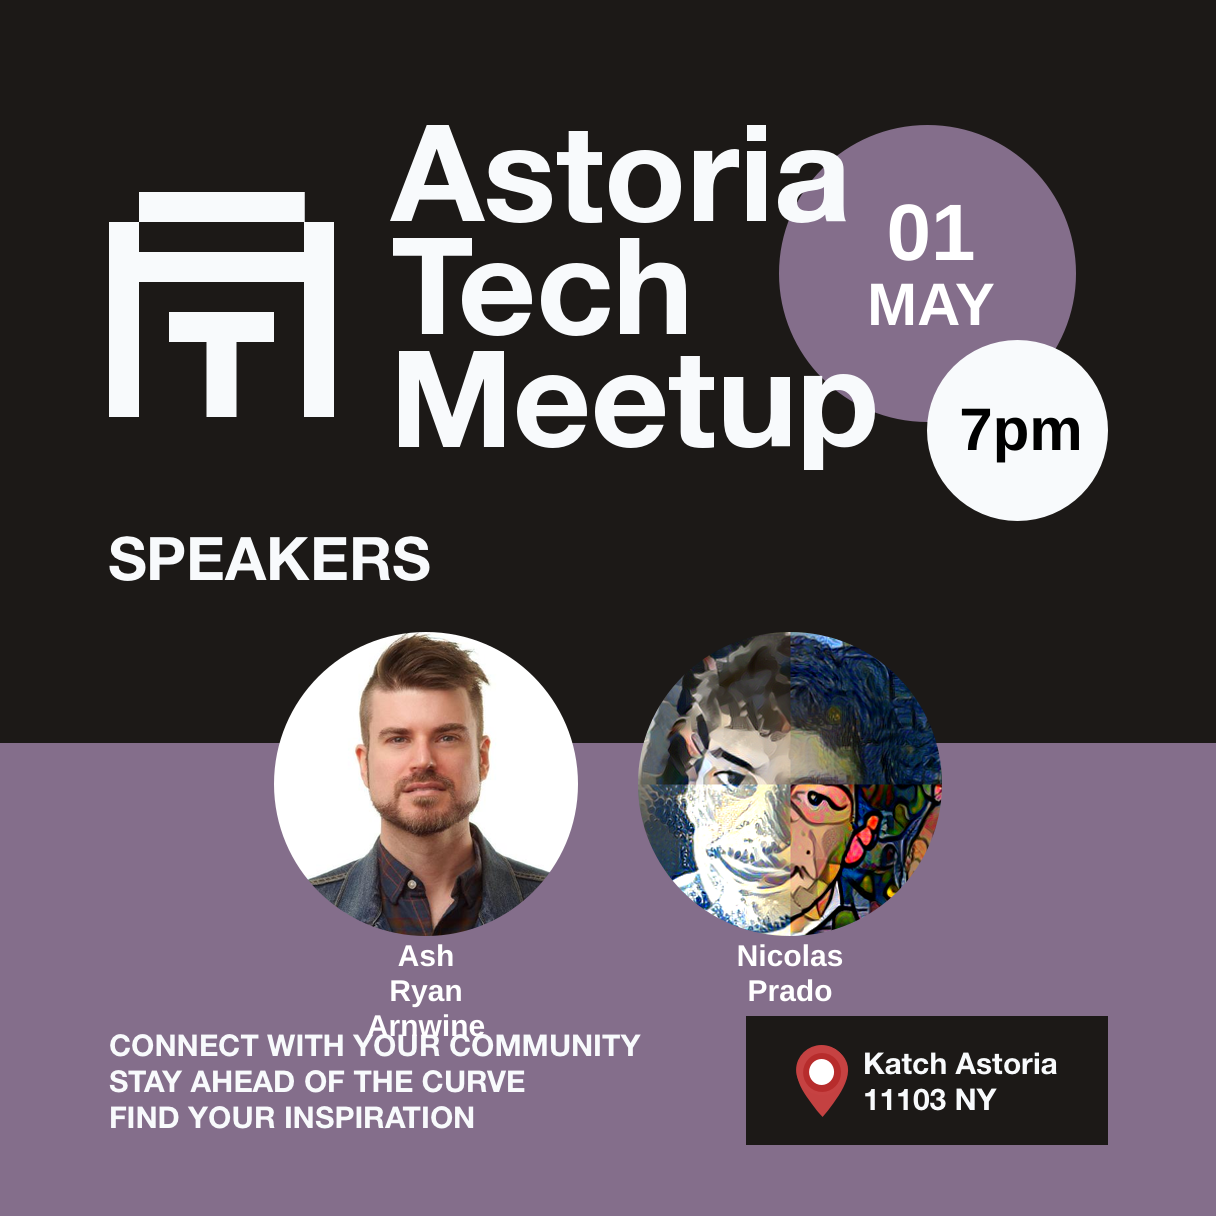 Astoria
Tech
Meetup
01
MAY
7pm
SPEAKERS
Ash
Ryan
Arnwine
Nicolas
Prado
CONNECT WITH YOUR COMMUNITY
STAY AHEAD OF THE CURVE
FIND YOUR INSPIRATION
Katch Astoria
11103 NY